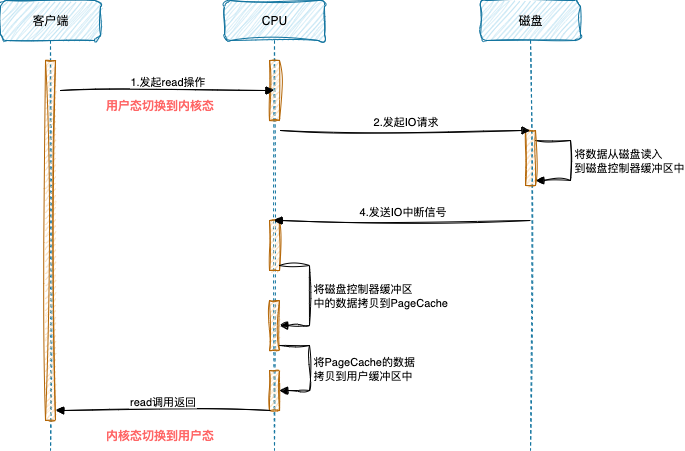 客户端
CPU
磁盘
1.发起read操作
用户态切换到内核态
2.发起IO请求
将数据从磁盘读入
到磁盘控制器缓冲区中
4.发送IO中断信号
将磁盘控制器缓冲区
中的数据拷贝到PageCache
将PageCache的数据
拷贝到用户缓冲区中
read调用返回
内核态切换到用户态